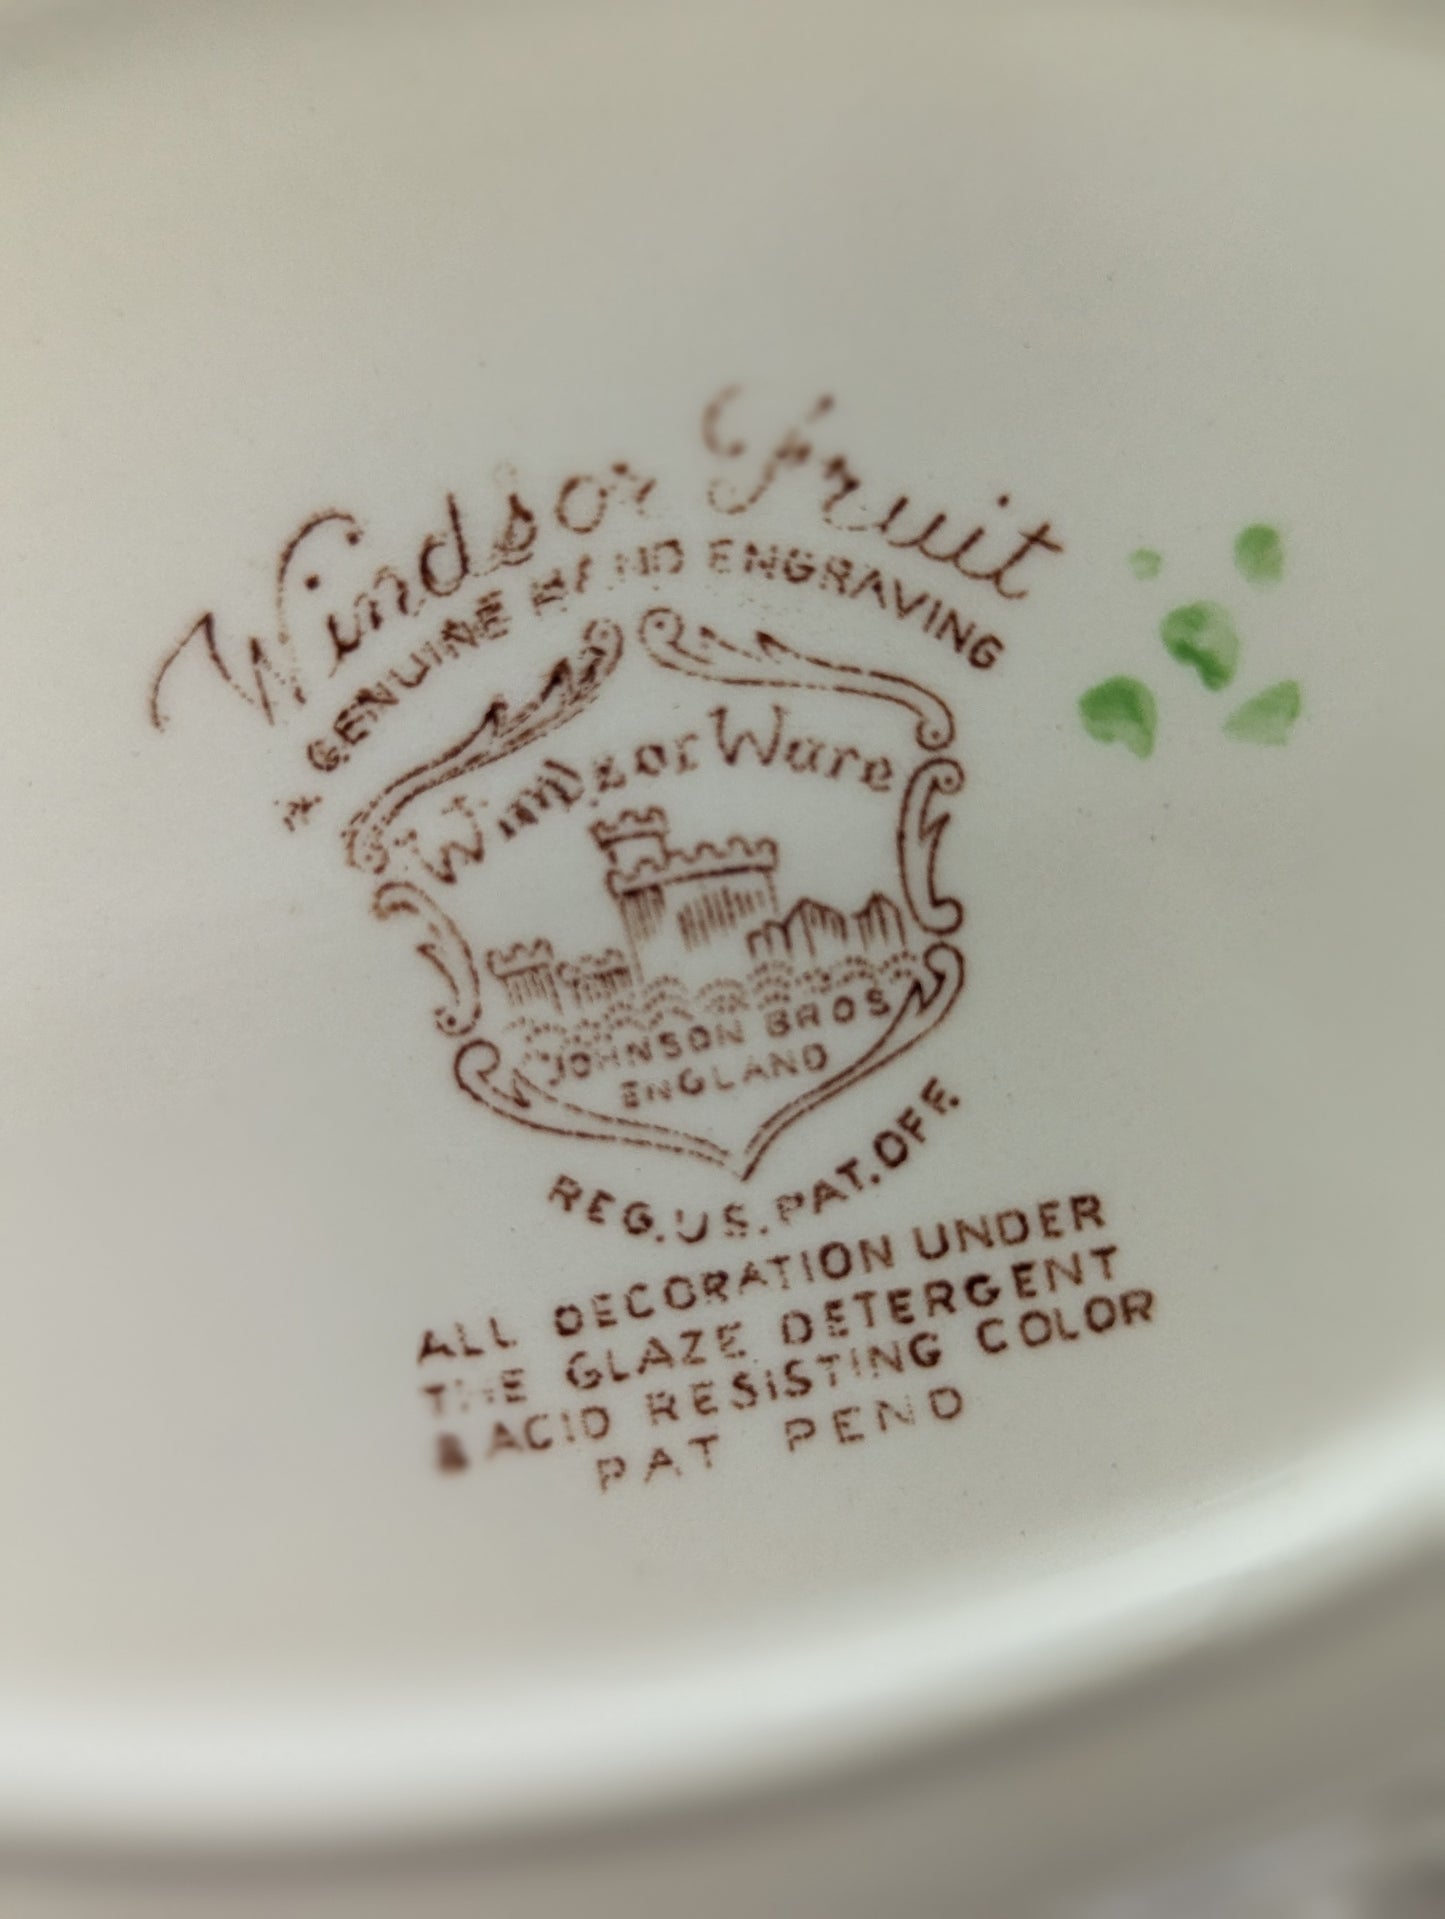 Windsor Fruit
A GENUINE HAND ENGRAVING
Windsor Ware
JOHNSON BROS
ENGLAND
REG. U.S. PAT. OFF.
ALL DECORATION UNDER
THE GLAZE DETERGENT
& ACID RESISTING COLOR
PAT PEND